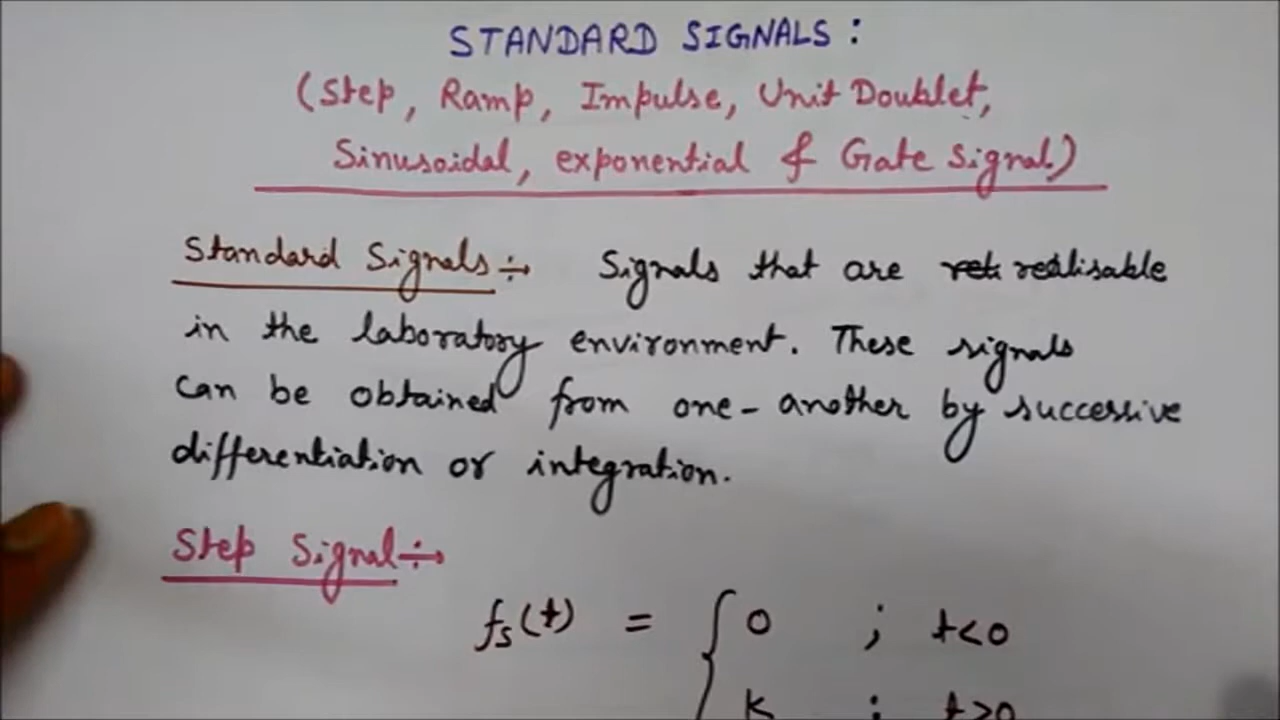 STANDARD SIGNALS :
(Step, Ramp, Impulse, Unit Doublet,
Sinusoidal, exponential & Gate Signal)
Standard Signals ÷ Signals that are realisable
in the laboratory environment. These signals
can be obtained from one-another by successive
differentiation or integration.
Step Signal ÷
fs(t) = { 0 ; t<0
K ; t>0